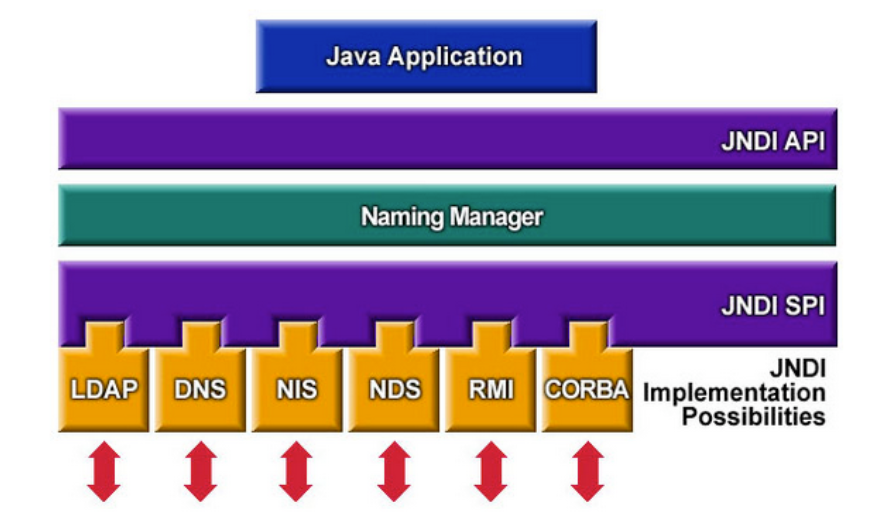 Java Application
JNDI API
Naming Manager
JNDI SPI
LDAP DNS NIS NDS RMI CORBA
JNDI
Implementation
Possibilities